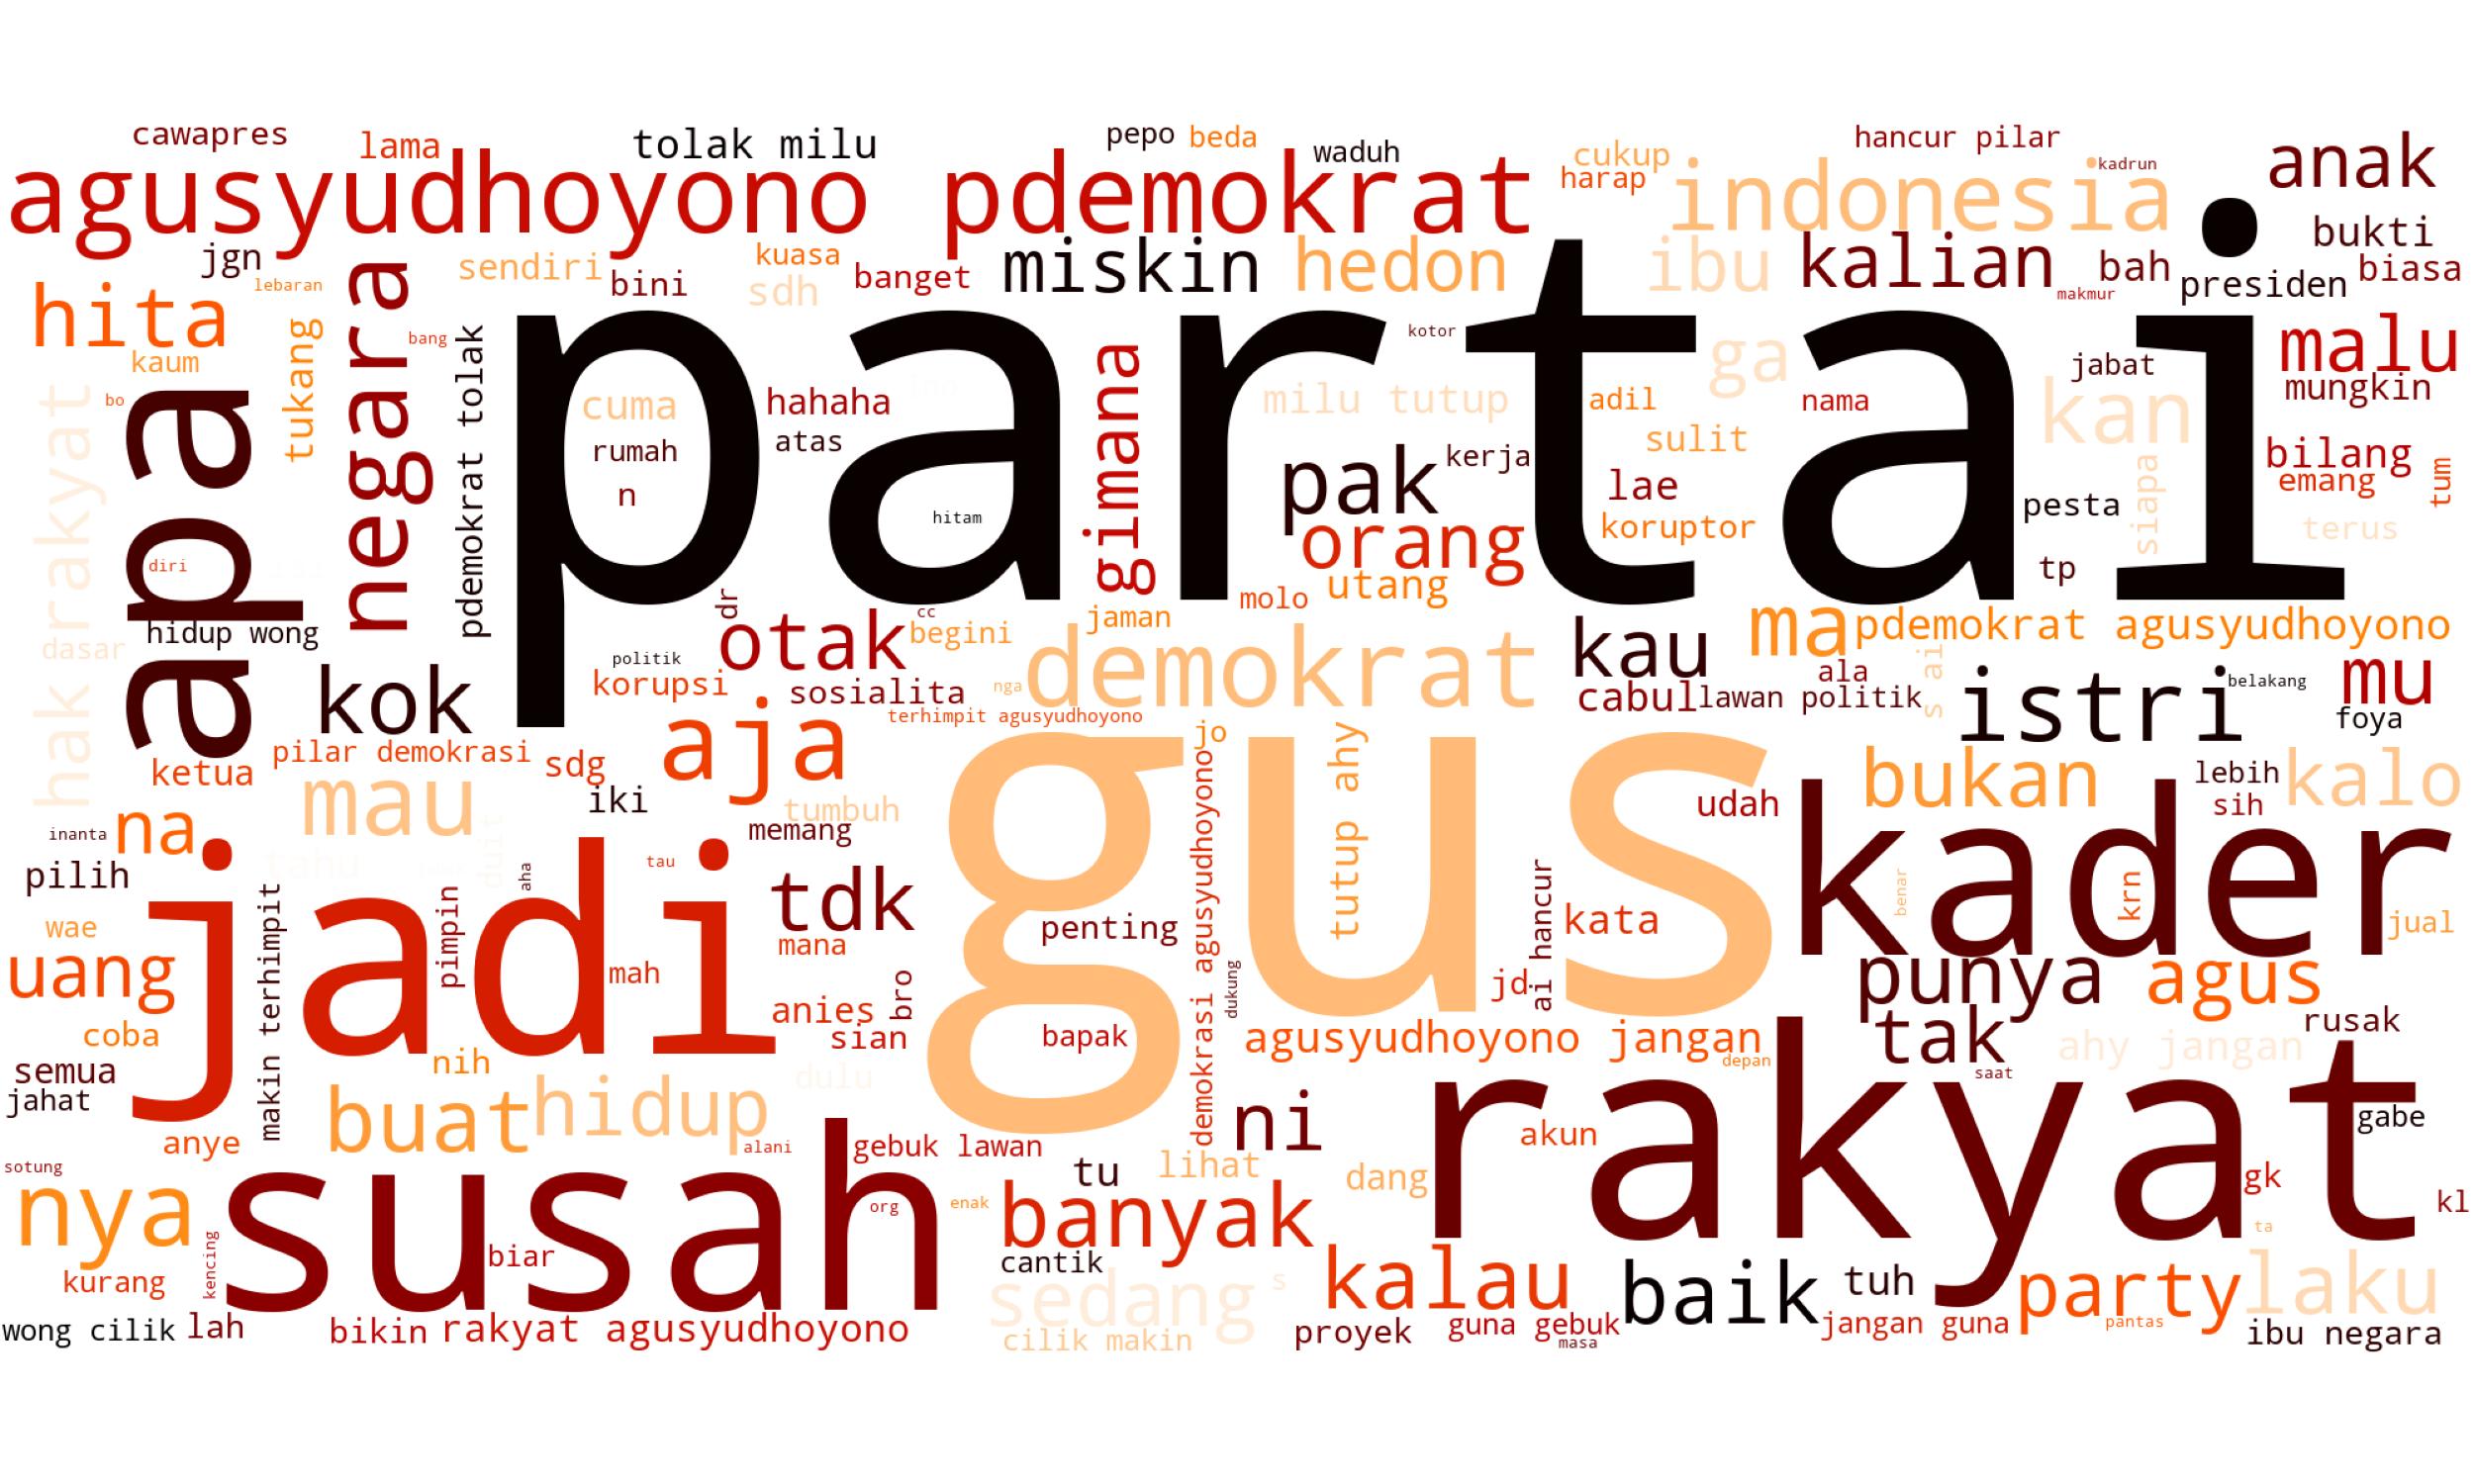 cawapres
lama
tolak milu
pepo
beda
waduh
cukup
harap
hancur pilar
kadrun
anak
agusyudhoyono
pdemokrat
indonesia
bukti
jgn
sendiri
bini
kuasa
sdh
banget
miskin
hedon
ibu
kalian
bah
presiden
biasa
makmur
hita
lebaran
kaum
tukang
negara
bang
pdemokrat tolak
partai
kotor
malu
mungkin
jabat
ga
kan
bo
rakyat
apa
cuma
rumah
n
hahaha
atas
gimana
milu tutup
adil
nama
sulit
pak
kerja
lae
koruptor
orang
hitam
bilang
emang
tum
pesta
siapa
terus
tp
diri
hidup wong
dasar
hak
dr
cc
otak
begini
jaman
molo
utang
politik
korupsi
sosialita
nga
demokrat
terhimpit agusyudhoyono
kau
ma
pdemokrat agusyudhoyono
ala
cabul
lawan politik
s ai
istri
belakang
mu
foya
kok
aja
pilar demokrasi
ketua
sdg
iki
mau
tumbuh
memang
jo
gus
tutup ahy
demokrasi agusyudhoyono
udah
bukan
lebih
sih
kalo
kader
inanta
na
pilih
wae
uang
coba
semua
jahat
jadi
duit
aha
tau
pimpin
mah
makin terhimpit
tdk
mana
anies
sian
bro
penting
bapak
dukung
jd
ai hancur
kata
benar
krn
jual
punya
agus
tak
rusak
ahy jangan
saat
agusyudhoyono jangan
depan
nih
dulu
buat
hidup
anye
alani
gebuk lawan
ni
akun
rakyat
gabe
gk
kl
ta
sotung
nya
kencing
kurang
susah
org
biar
enak
tu
lihat
dang
banyak
cantik
sedang
s
kalau
baik
tuh
party
laku
wong cilik
lah
bikin
rakyat agusyudhoyono
cilik makin
proyek
guna gebuk
masa
jangan guna
pantas
ibu negara